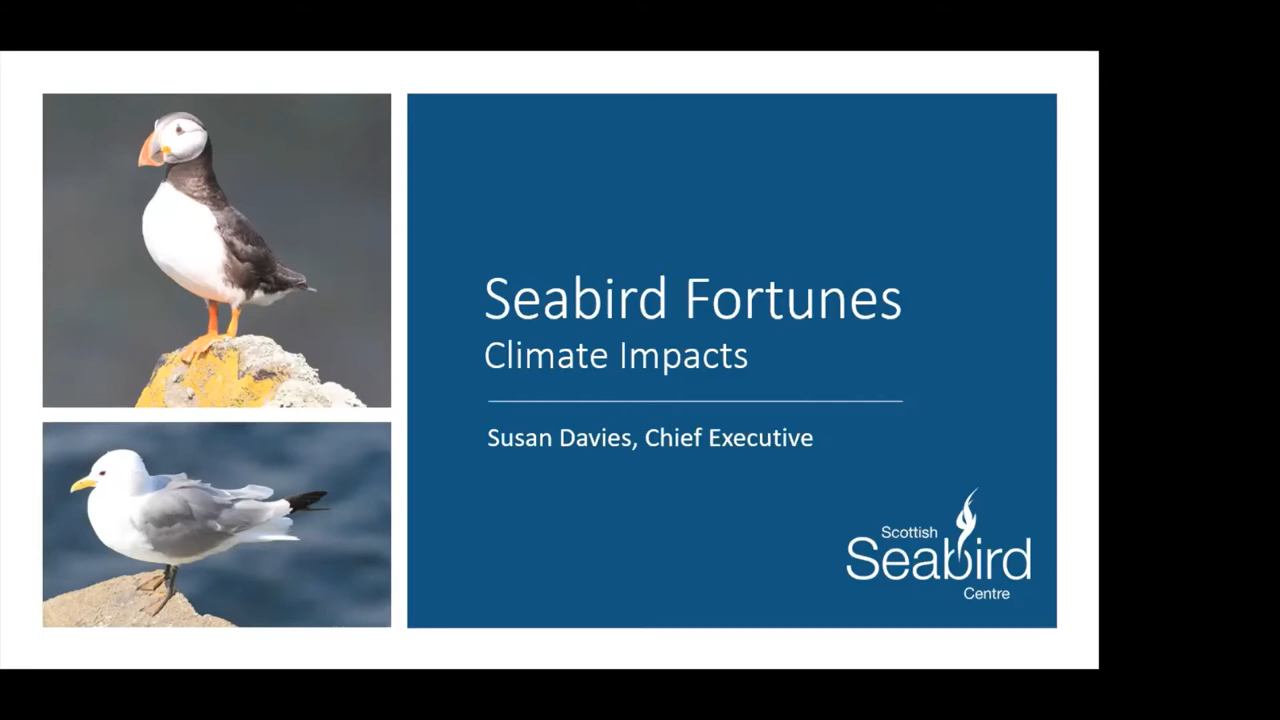 Seabird Fortunes
Climate Impacts
Susan Davies, Chief Executive
Scottish
Seabird
Centre